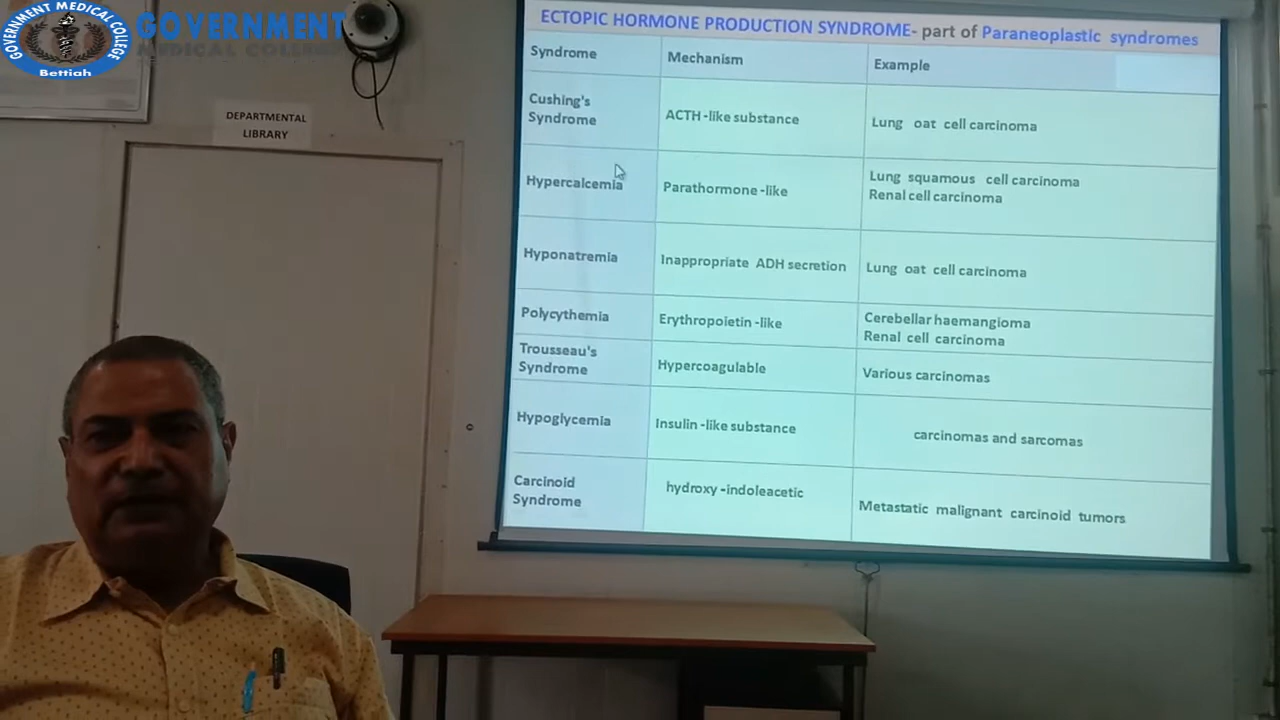 GOVERNMENT MEDICAL COLLEGE
Bettiah
GOVERNMENT
MEDICAL COLLEGE
DEPARTMENTAL
LIBRARY
ECTOPIC HORMONE PRODUCTION SYNDROME- part of Paraneoplastic syndromes
Syndrome Mechanism Example
Cushing's
Syndrome
ACTH -like substance
Lung oat cell carcinoma
Hypercalcemia
Parathormone -like
Lung squamous cell carcinoma
Renal cell carcinoma
Hyponatremia
Inappropriate ADH secretion
Lung oat cell carcinoma
Polycythemia
Erythropoietin -like
Cerebellar haemangioma
Renal cell carcinoma
Trousseau's
Syndrome
Hypercoagulable
Various carcinomas
Hypoglycemia
Insulin -like substance
carcinomas and sarcomas
Carcinoid
Syndrome
hydroxy -indoleacetic
Metastatic malignant carcinoid tumors